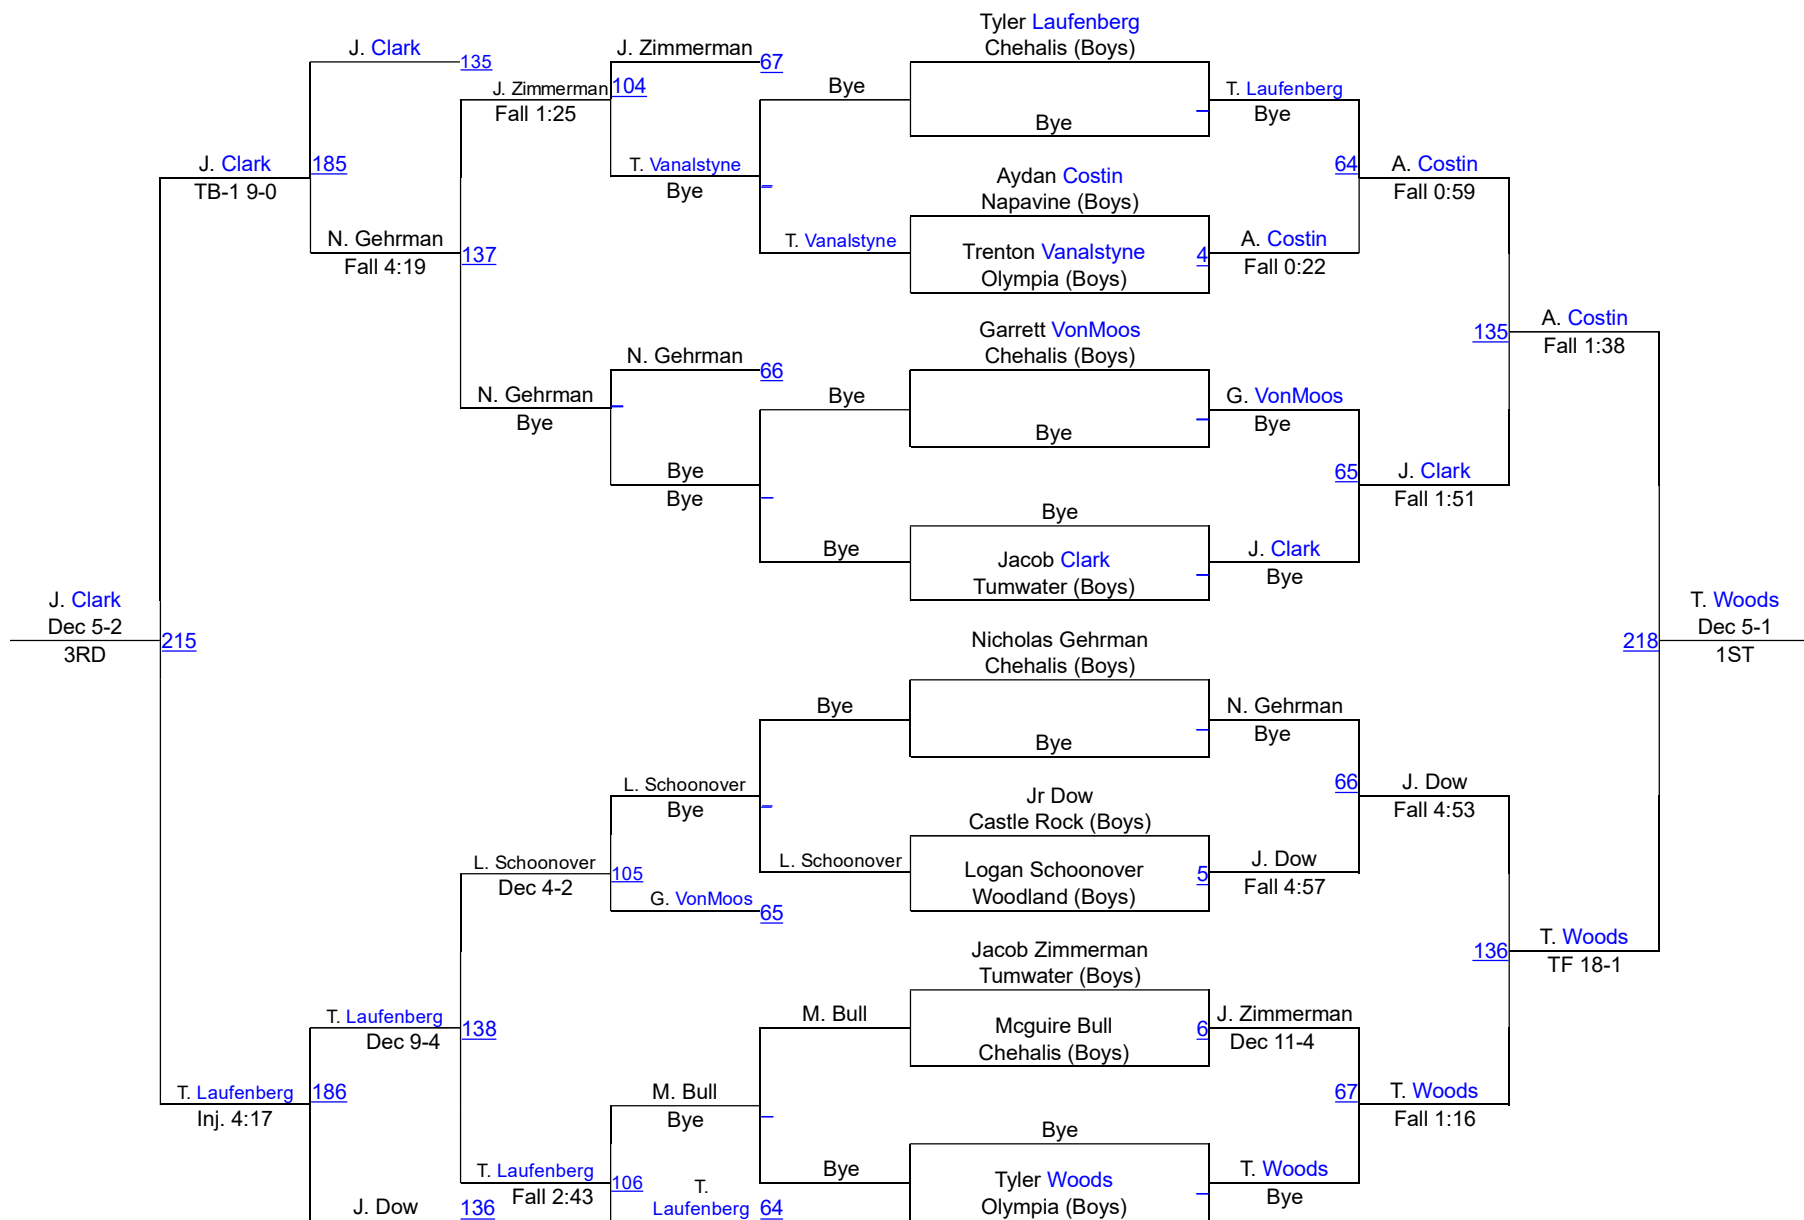 Tyler Laufenberg
Chehalis (Boys)
J. Clark
135
J. Zimmerman
67
J. Zimmerman
104
Fall 1:25
Bye
Bye
T. Laufenberg
Bye
J. Clark
185
TB-1 9-0
T. Vanalstyne
Bye
Aydan Costin
Napavine (Boys)
64
A. Costin
Fall 0:59
N. Gehrman
Fall 4:19
137
T. Vanalstyne
Trenton Vanalstyne
Olympia (Boys)
4
A. Costin
Fall 0:22
Garrett VonMoos
Chehalis (Boys)
135
A. Costin
Fall 1:38
N. Gehrman
66
N. Gehrman
Bye
Bye
Bye
G. VonMoos
Bye
Bye
Bye
65
J. Clark
Fall 1:51
Bye
Bye
Jacob Clark
Tumwater (Boys)
J. Clark
Bye
J. Clark
Dec 5-2
3RD
215
Nicholas Gehrman
Chehalis (Boys)
218
T. Woods
Dec 5-1
1ST
Bye
Bye
N. Gehrman
Bye
L. Schoonover
Bye
Jr Dow
Castle Rock (Boys)
66
J. Dow
Fall 4:53
L. Schoonover
Dec 4-2
105
L. Schoonover
Logan Schoonover
Woodland (Boys)
5
J. Dow
Fall 4:57
G. VonMoos
65
Jacob Zimmerman
Tumwater (Boys)
136
T. Woods
TF 18-1
T. Laufenberg
Dec 9-4
138
M. Bull
Mcguire Bull
Chehalis (Boys)
6
J. Zimmerman
Dec 11-4
T. Laufenberg
Inj. 4:17
186
M. Bull
Bye
67
T. Woods
Fall 1:16
Bye
T. Laufenberg
Fall 2:43
106
Bye
Tyler Woods
Olympia (Boys)
T. Woods
Bye
J. Dow
136
T.
Laufenberg
64